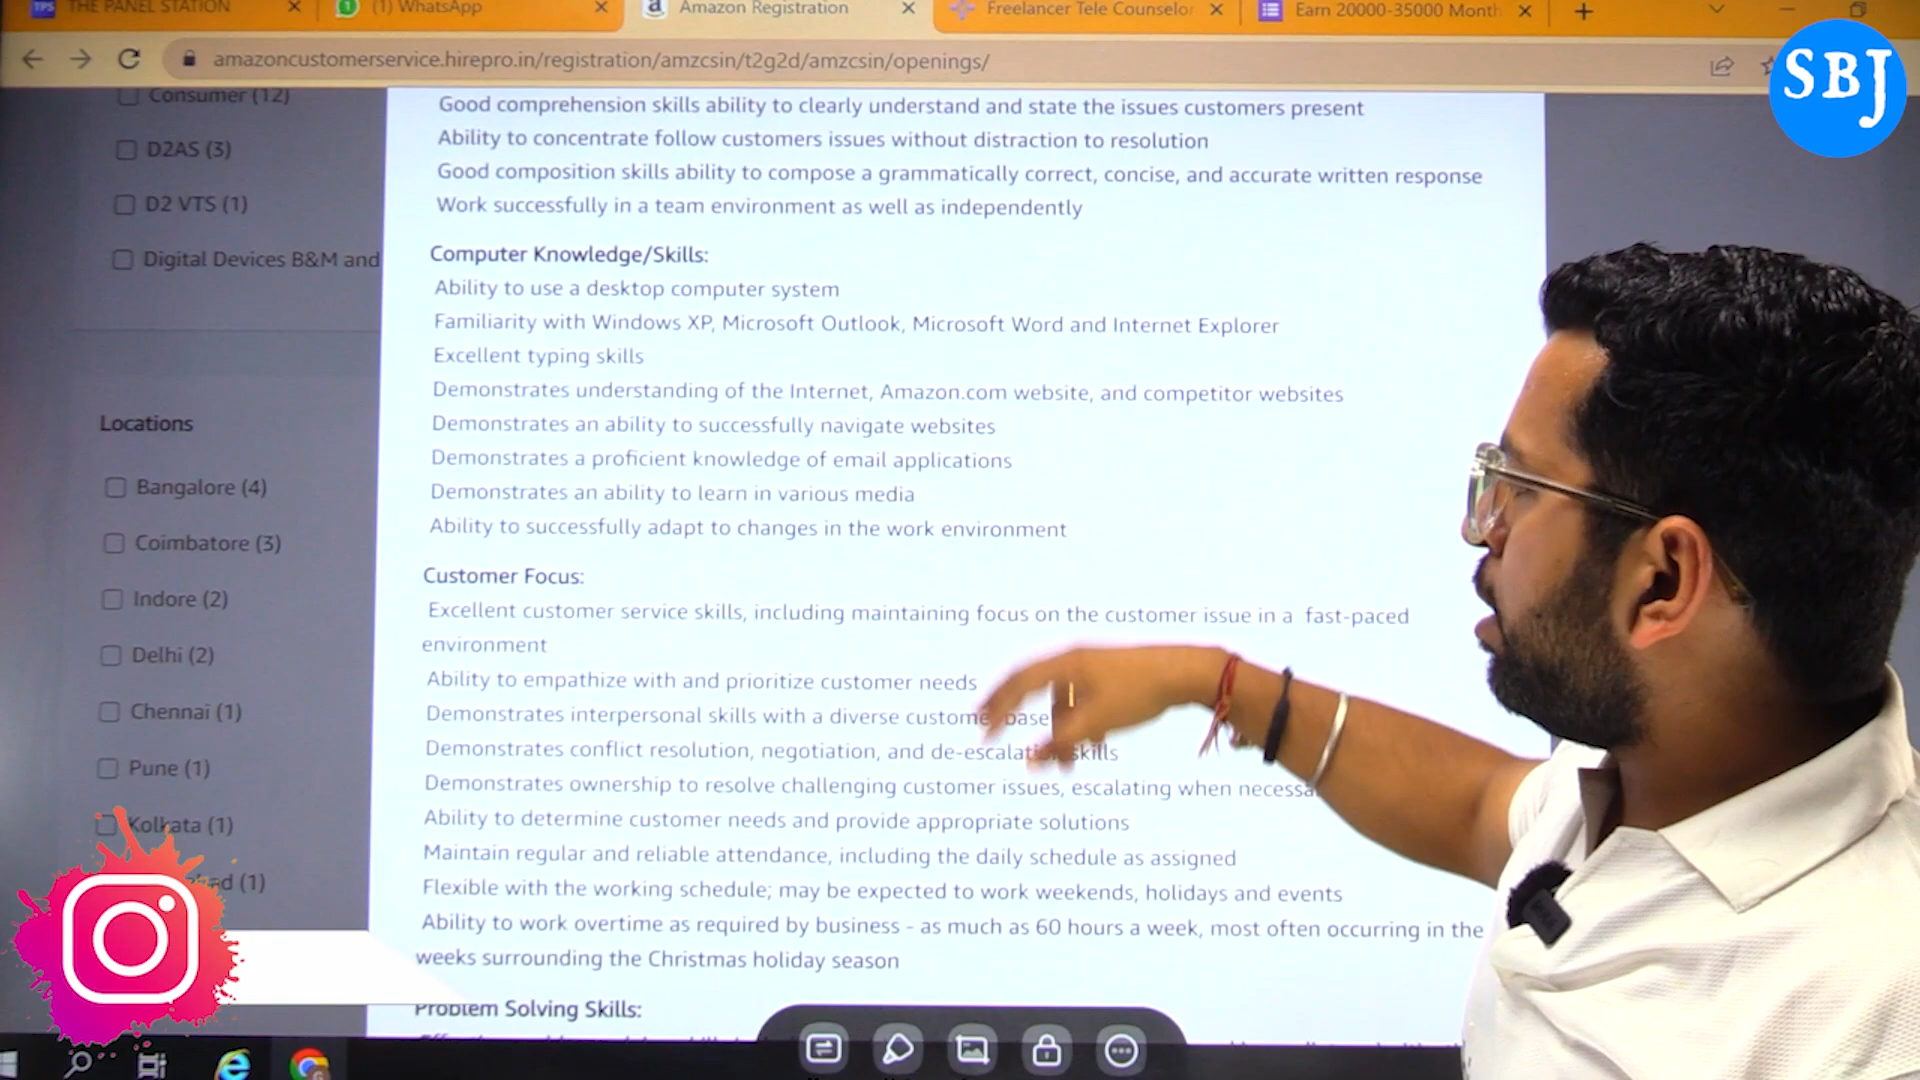 THE PANEL STATION
(1) WhatsApp
Amazon Registration
Freelancer Tele Counselor
Earn 20000-35000 Month
amazoncustomerservice.hirepro.in/registration/amzcsin/t2g2d/amzcsin/openings/
SBJ
Consumer (12)
D2AS (3)
D2 VTS (1)
Digital Devices B&M and
Locations
Bangalore (4)
Coimbatore (3)
Indore (2)
Delhi (2)
Chennai (1)
Pune (1)
Kolkata (1)
(1)
Good comprehension skills ability to clearly understand and state the issues customers present
Ability to concentrate follow customers issues without distraction to resolution
Good composition skills ability to compose a grammatically correct, concise, and accurate written response
Work successfully in a team environment as well as independently
Computer Knowledge/Skills:
Ability to use a desktop computer system
Familiarity with Windows XP, Microsoft Outlook, Microsoft Word and Internet Explorer
Excellent typing skills
Demonstrates understanding of the Internet, Amazon.com website, and competitor websites
Demonstrates an ability to successfully navigate websites
Demonstrates a proficient knowledge of email applications
Demonstrates an ability to learn in various media
Ability to successfully adapt to changes in the work environment
Customer Focus:
Excellent customer service skills, including maintaining focus on the customer issue in a fast-paced
environment
Ability to empathize with and prioritize customer needs
Demonstrates interpersonal skills with a diverse customer base
Demonstrates conflict resolution, negotiation, and de-escalation skills
Demonstrates ownership to resolve challenging customer issues, escalating when
Ability to determine customer needs and provide appropriate solutions
Maintain regular and reliable attendance, including the daily schedule as assigned
Flexible with the working schedule; may be expected to work weekends, holidays and events
Ability to work overtime as required by business - as much as 60 hours a week, most often occurring in the
weeks surrounding the Christmas holiday season
Problem Solving Skills: